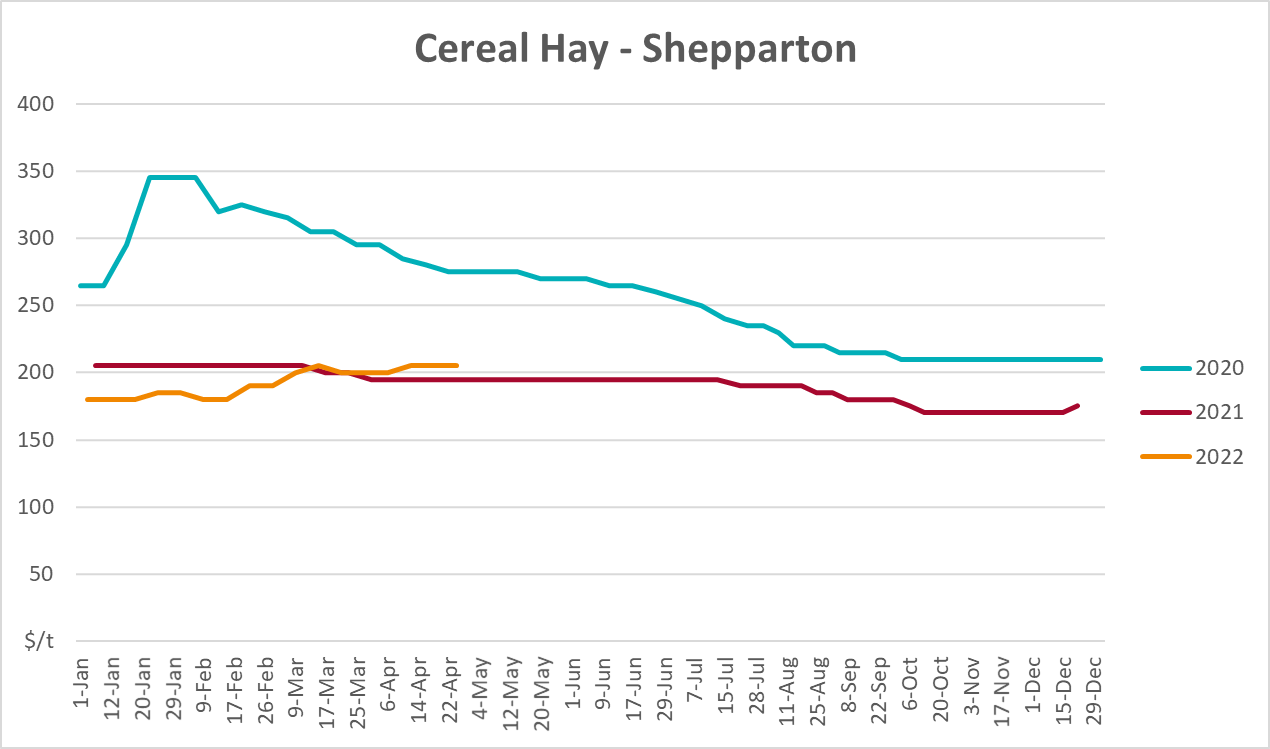 Cereal Hay - Shepparton
400
350
300
250
200
150
100
50
$/t
1-Jan
12-Jan
20-Jan
29-Jan
9-Feb
17-Feb
26-Feb
9-Mar
17-Mar
25-Mar
6-Apr
14-Apr
22-Apr
4-May
12-May
20-May
1-Jun
9-Jun
17-Jun
29-Jun
7-Jul
15-Jul
28-Jul
11-Aug
25-Aug
8-Sep
22-Sep
6-Oct
20-Oct
3-Nov
17-Nov
1-Dec
15-Dec
29-Dec
2020
2021
2022